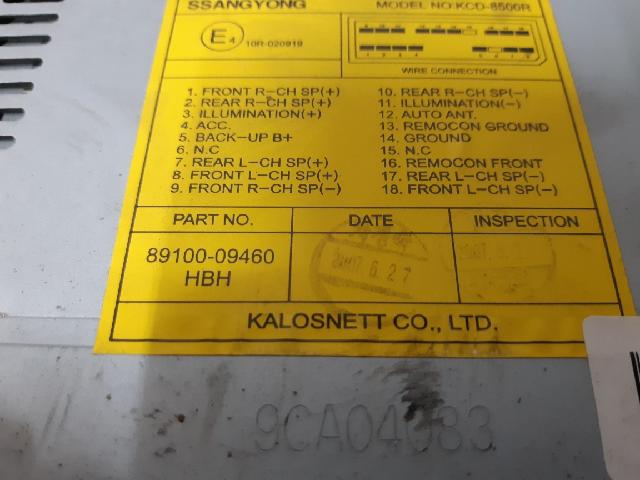 SSANGYONG MODEL NO:KCD-8500R
E4 10R-020919
WIRE CONNECTION
1. FRONT R-CH SP(+)
2. REAR R-CH SP(+)
3. ILLUMINATION(+)
4. ACC.
5. BACK-UP B+
6. N.C
7. REAR L-CH SP(+)
8. FRONT L-CH SP(+)
9. FRONT R-CH SP(-)
10. REAR R-CH SP(-)
11. ILLUMINATION(-)
12. AUTO ANT.
13. REMOCON GROUND
14. GROUND
15. N.C
16. REMOCON FRONT
17. REAR L-CH SP(-)
18. FRONT L-CH SP(-)
PART NO. DATE INSPECTION
89100-09460 2007 6.27
HBH
KALOSNETT CO., LTD.
9CA04083